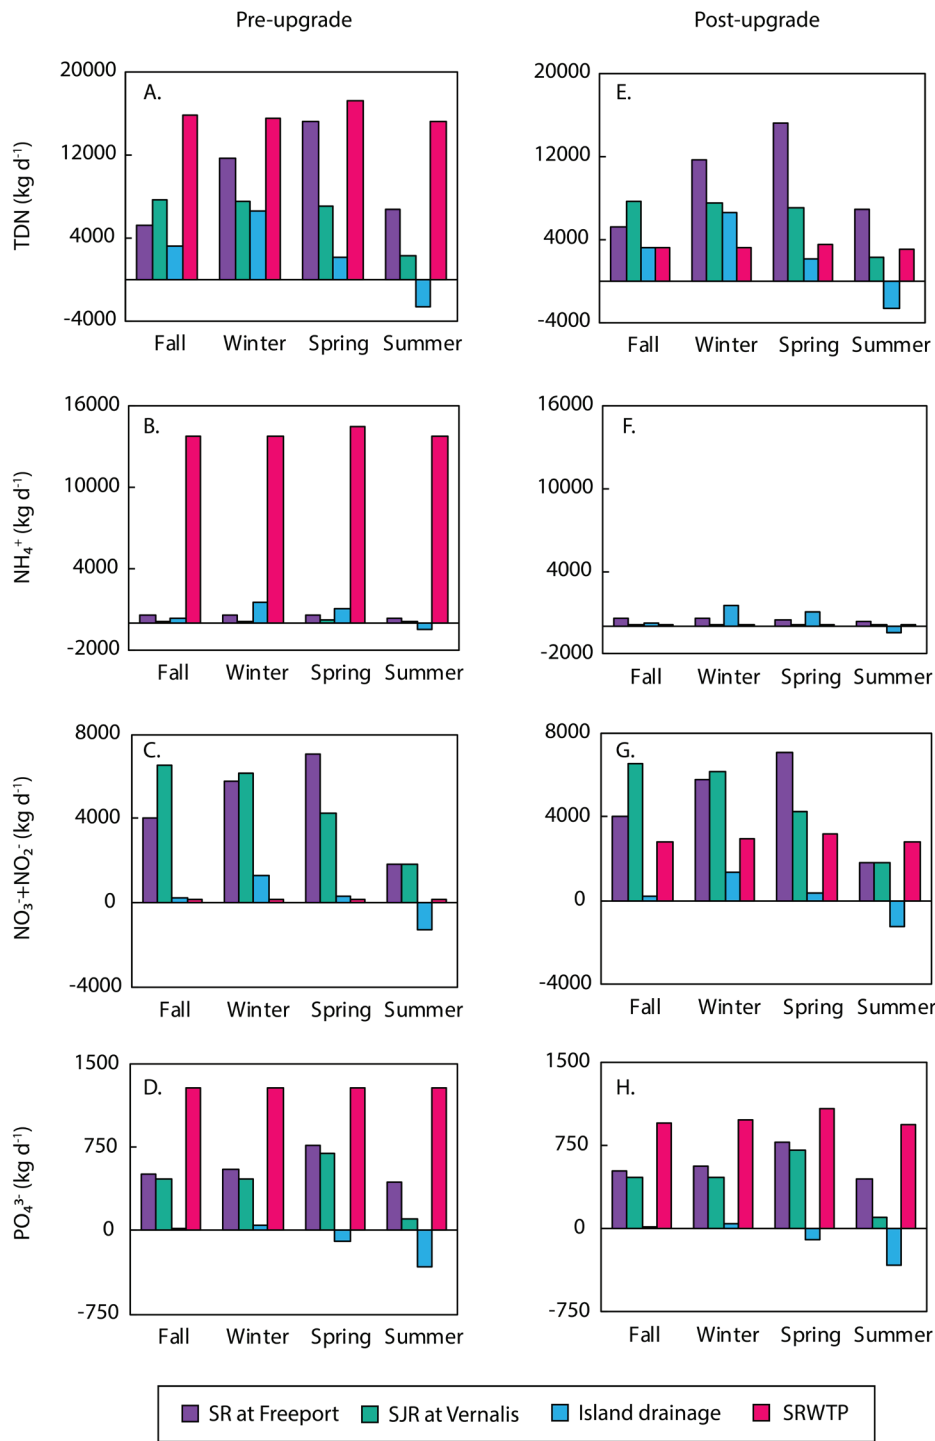 Pre-upgrade
Post-upgrade
TDN (kg d⁻¹)
20000
12000
4000
-4000
A.
Fall Winter Spring Summer
20000
12000
4000
-4000
E.
Fall Winter Spring Summer
NH₄⁺ (kg d⁻¹)
16000
10000
4000
-2000
B.
Fall Winter Spring Summer
16000
10000
4000
-2000
F.
Fall Winter Spring Summer
NO₃⁻+NO₂⁻ (kg d⁻¹)
8000
4000
0
-4000
C.
Fall Winter Spring Summer
8000
4000
0
-4000
G.
Fall Winter Spring Summer
PO₄³⁻ (kg d⁻¹)
1500
750
0
-750
D.
Fall Winter Spring Summer
1500
750
0
-750
H.
Fall Winter Spring Summer
SR at Freeport SJR at Vernalis Island drainage SRWTP